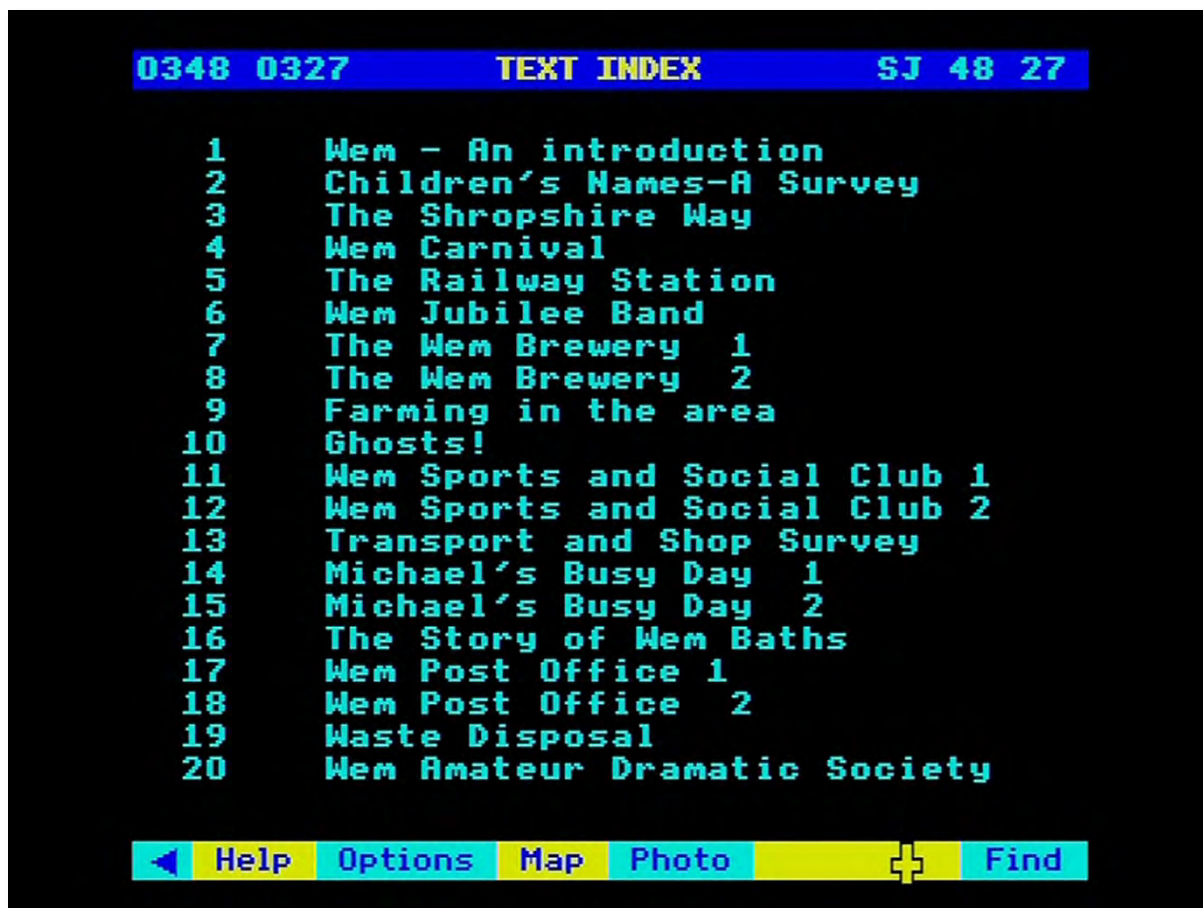 0348 0327 TEXT INDEX SJ 48 27
1 Wem - An introduction
2 Children's Names-A Survey
3 The Shropshire Way
4 Wem Carnival
5 The Railway Station
6 Wem Jubilee Band
7 The Wem Brewery 1
8 The Wem Brewery 2
9 Farming in the area
10 Ghosts!
11 Wem Sports and Social Club 1
12 Wem Sports and Social Club 2
13 Transport and Shop Survey
14 Michael's Busy Day 1
15 Michael's Busy Day 2
16 The Story of Wem Baths
17 Wem Post Office 1
18 Wem Post Office 2
19 Waste Disposal
20 Wem Amateur Dramatic Society
Help Options Map Photo Find